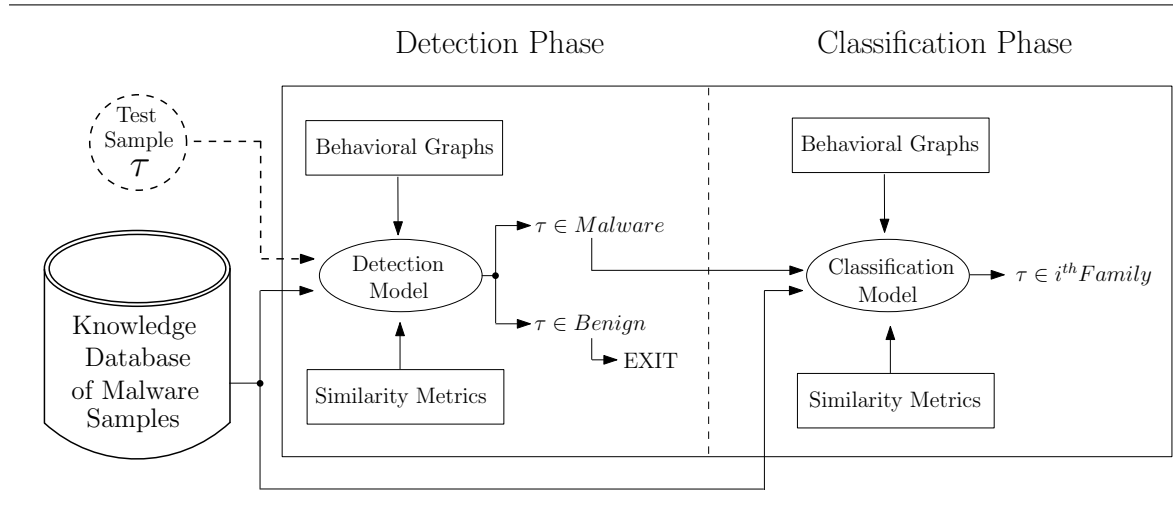 Detection Phase
Classification Phase
Test
Sample
τ
Behavioral Graphs
Behavioral Graphs
τ ∈ Malware
Detection
Model
Classification
Model
τ ∈ i^{th}Family
Knowledge
Database
of Malware
Samples
τ ∈ Benign
EXIT
Similarity Metrics
Similarity Metrics